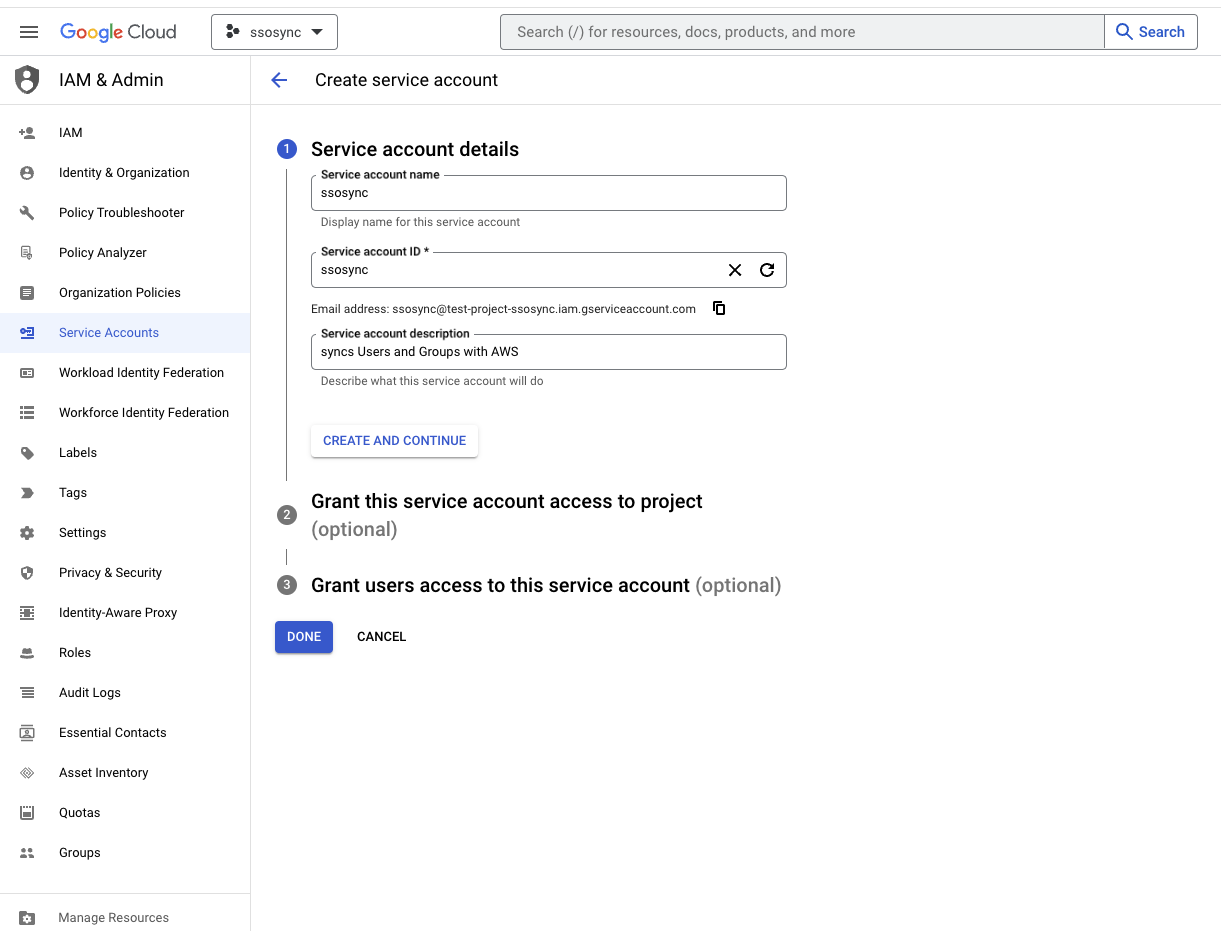 Google Cloud
ssosync
Search (/) for resources, docs, products, and more
Search
IAM & Admin
Create service account
IAM
Identity & Organization
Policy Troubleshooter
Policy Analyzer
Organization Policies
Service Accounts
Workload Identity Federation
Workforce Identity Federation
Labels
Tags
Settings
Privacy & Security
Identity-Aware Proxy
Roles
Audit Logs
Essential Contacts
Asset Inventory
Quotas
Groups
Manage Resources
1 Service account details
Service account name
ssosync
Display name for this service account
Service account ID *
ssosync
Email address: ssosync@test-project-ssosync.iam.gserviceaccount.com
Service account description
syncs Users and Groups with AWS
Describe what this service account will do
CREATE AND CONTINUE
2 Grant this service account access to project
(optional)
3 Grant users access to this service account (optional)
DONE CANCEL